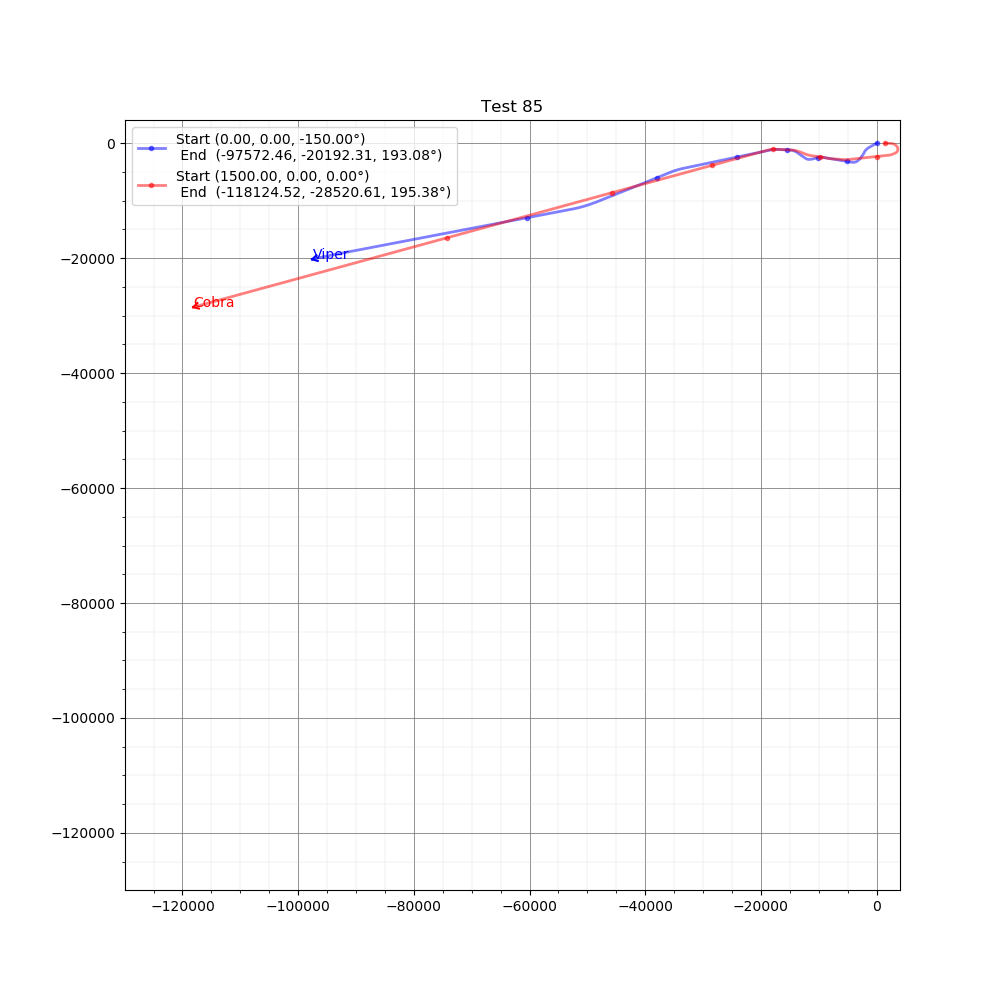 Test 85
Start (0.00, 0.00, -150.00°)
End (-97572.46, -20192.31, 193.08°)
Start (1500.00, 0.00, 0.00°)
End (-118124.52, -28520.61, 195.38°)
0
−20000
−40000
−60000
−80000
−100000
−120000
Viper
Cobra
−120000 −100000 −80000 −60000 −40000 −20000 0